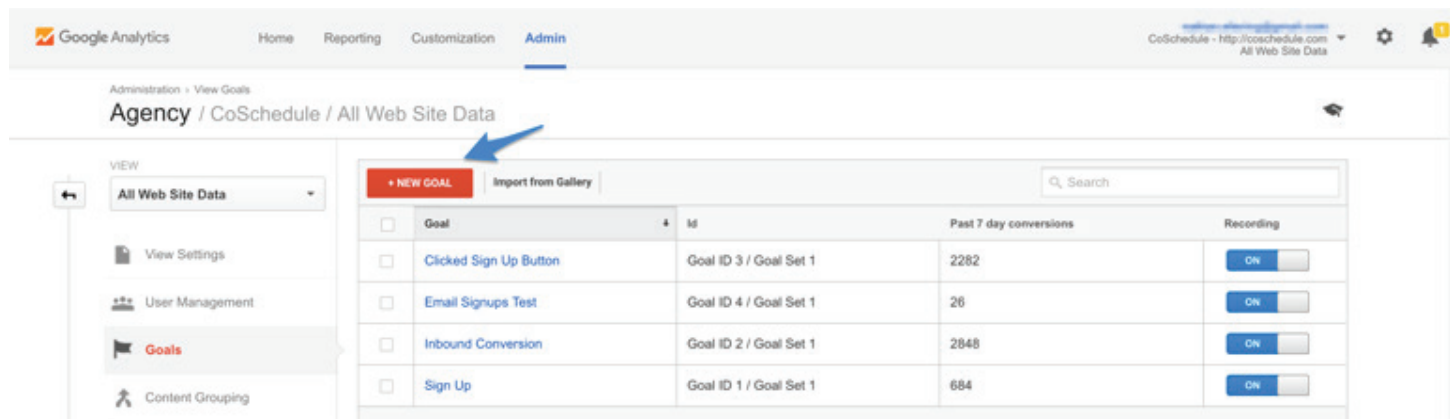 Google Analytics Home Reporting Customization Admin
CoSchedule - http://coschedule.com
All Web Site Data
1
Administration › View Goals
Agency / CoSchedule / All Web Site Data
VIEW
All Web Site Data
+ NEW GOAL Import from Gallery Search
Goal Id Past 7 day conversions Recording
View Settings
Clicked Sign Up Button Goal ID 3 / Goal Set 1 2282 ON
User Management
Email Signups Test Goal ID 4 / Goal Set 1 26 ON
Goals
Inbound Conversion Goal ID 2 / Goal Set 1 2848 ON
Content Grouping
Sign Up Goal ID 1 / Goal Set 1 684 ON